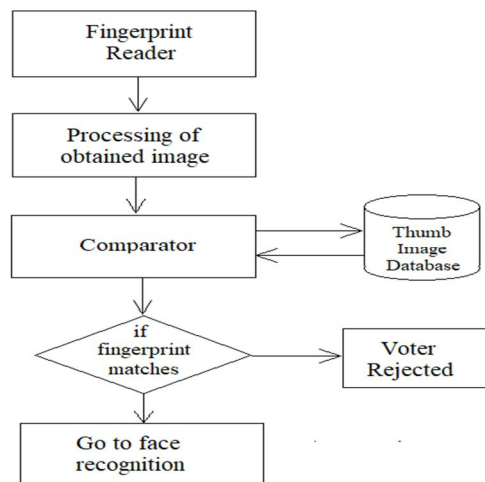 Fingerprint
Reader
Processing of
obtained image
Comparator
Thumb
Image
Database
if
fingerprint
matches
Voter
Rejected
Go to face
recognition